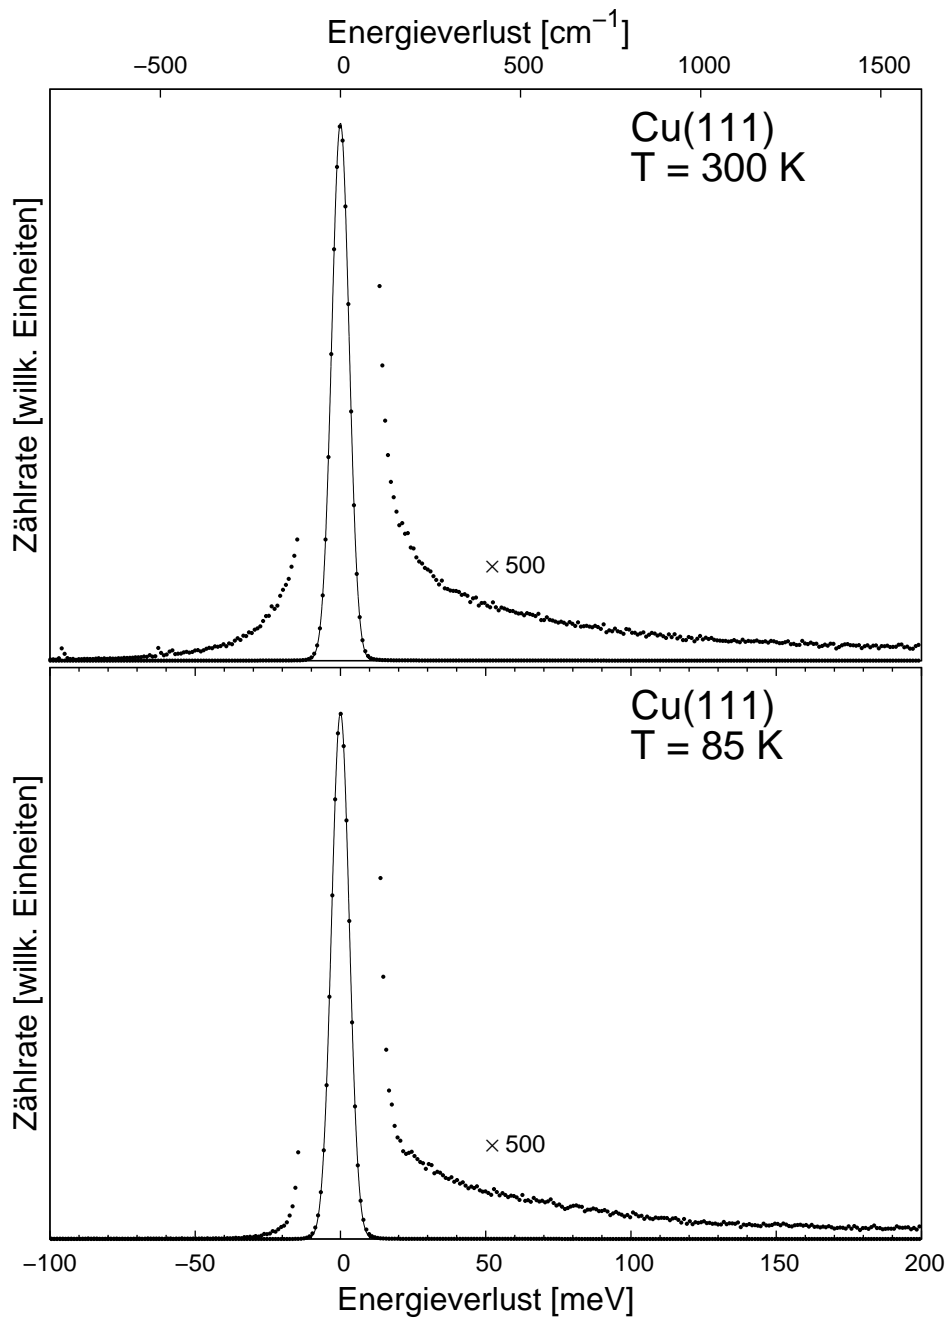 Energieverlust [cm⁻¹]
−500 0 500 1000 1500
Cu(111)
T = 300 K
Zählrate [willk. Einheiten]
× 500
Cu(111)
T = 85 K
Zählrate [willk. Einheiten]
× 500
−100 −50 0 50 100 150 200
Energieverlust [meV]